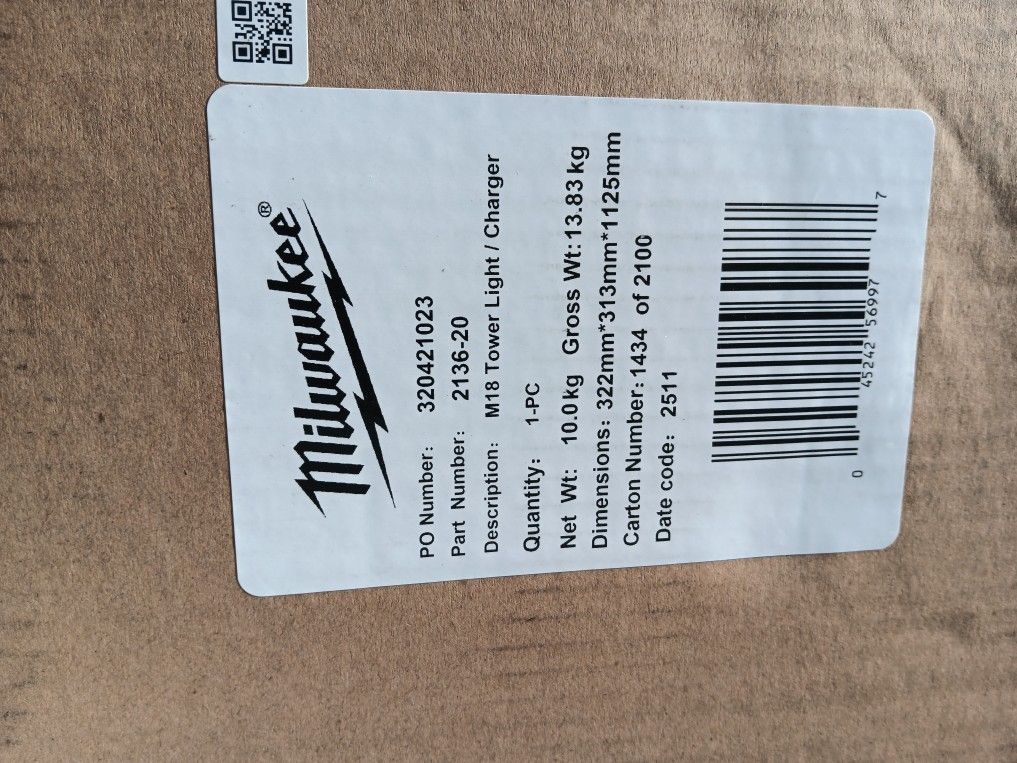 Milwaukee®
PO Number: 320421023
Part Number: 2136-20
Description: M18 Tower Light / Charger
Quantity: 1-PC
Net Wt: 10.0kg Gross Wt: 13.83 kg
Dimensions: 322mm*313mm*1125mm
Carton Number: 1434 of 2100
Date code: 2511
0 45242 56997 7